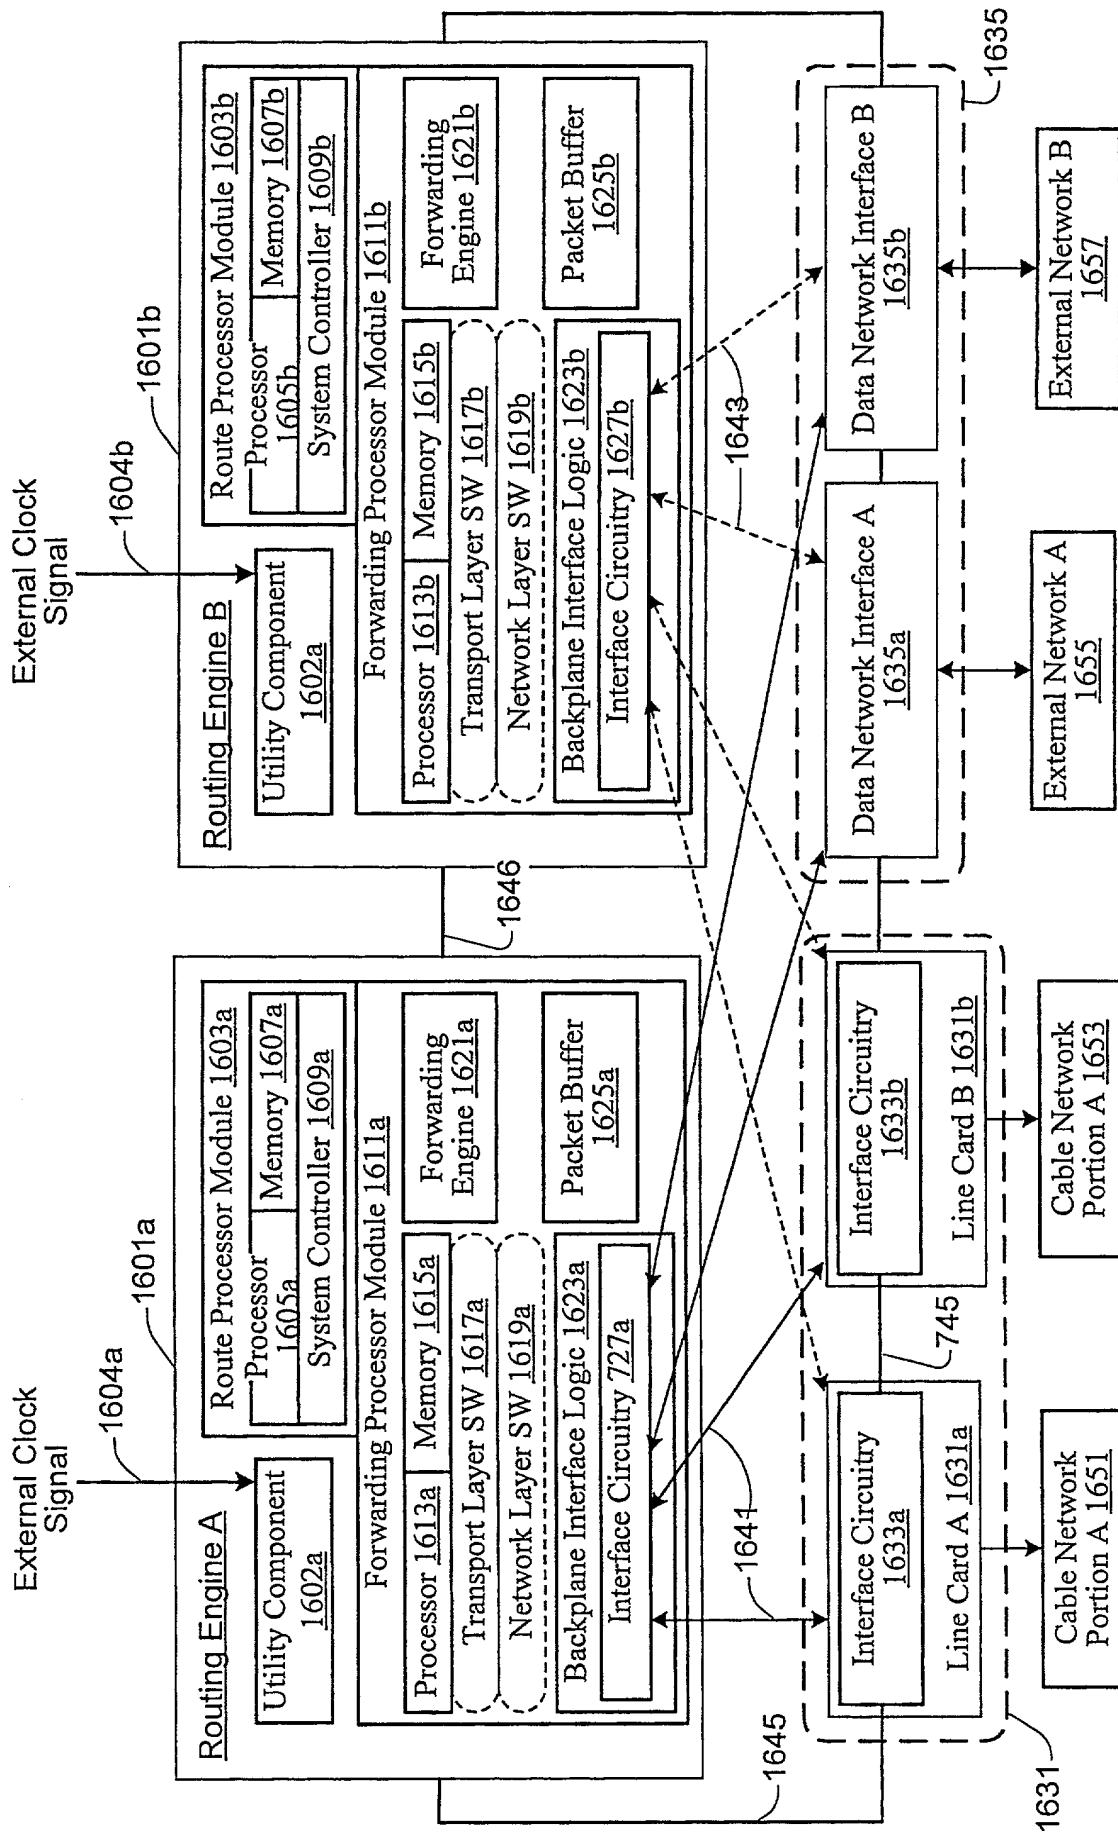 External Clock
Signal
1604a
1601a
Routing Engine A
Utility Component
1602a
Route Processor Module 1603a
Processor
1605a
Memory 1607a
System Controller 1609a
Forwarding Processor Module 1611a
Processor 1613a
Memory 1615a
Transport Layer SW 1617a
Network Layer SW 1619a
Forwarding
Engine 1621a
Backplane Interface Logic 1623a
Interface Circuitry 727a
Packet Buffer
1625a
1646
External Clock
Signal
1604b
1601b
Routing Engine B
Utility Component
1602a
Route Processor Module 1603b
Processor
1605b
Memory 1607b
System Controller 1609b
Forwarding Processor Module 1611b
Processor 1613b
Memory 1615b
Transport Layer SW 1617b
Network Layer SW 1619b
Forwarding
Engine 1621b
Backplane Interface Logic 1623b
Interface Circuitry 1627b
Packet Buffer
1625b
1645
1641
1643
Interface Circuitry
1633a
Line Card A 1631a
745
Interface Circuitry
1633b
Line Card B 1631b
Data Network Interface A
1635a
Data Network Interface B
1635b
1631
1635
Cable Network
Portion A 1651
Cable Network
Portion A 1653
External Network A
1655
External Network B
1657